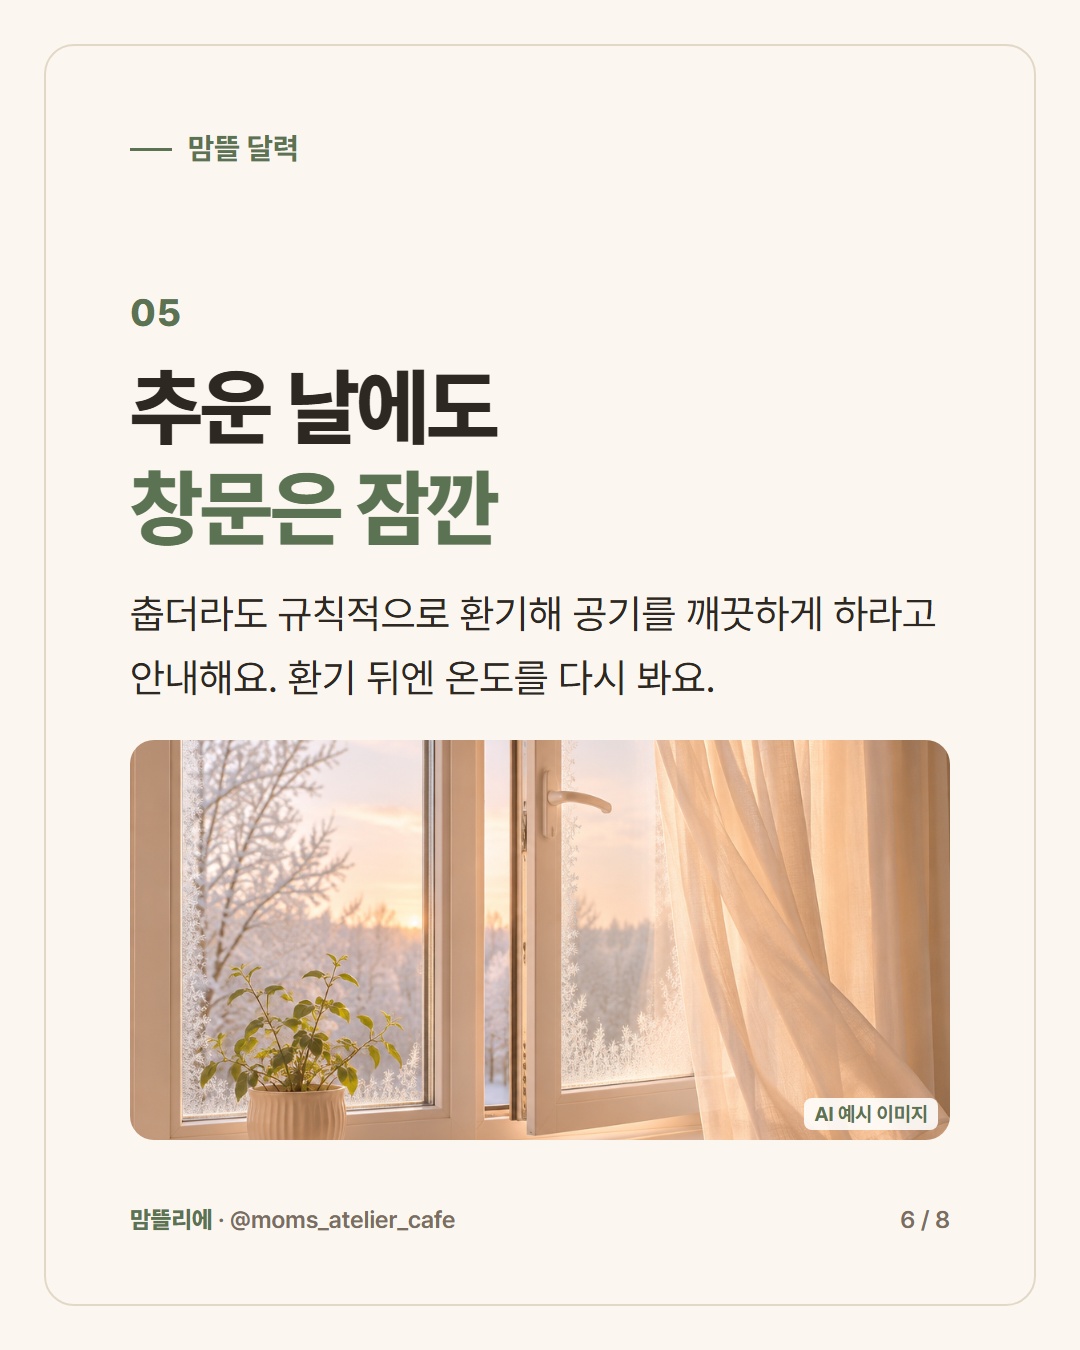 맘뜰 달력
05
추운 날에도
창문은 잠깐
춥더라도 규칙적으로 환기해 공기를 깨끗하게 하라고
안내해요. 환기 뒤엔 온도를 다시 봐요.
AI 예시 이미지
맘뜰리에 · @moms_atelier_cafe
6 / 8